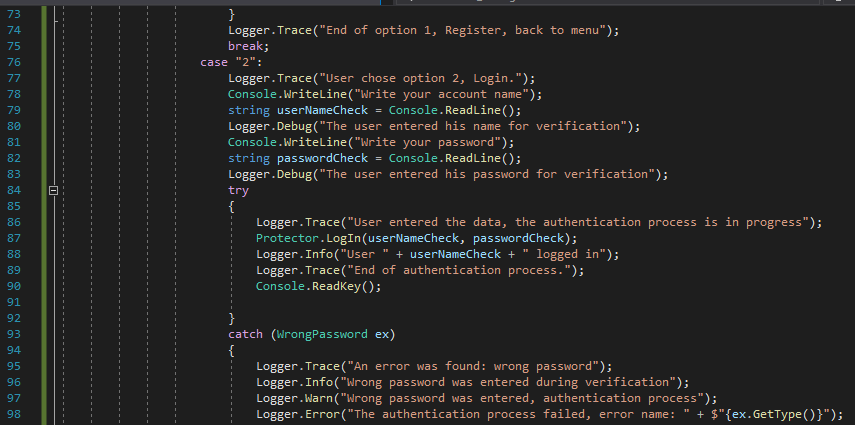 73 }
74 Logger.Trace("End of option 1, Register, back to menu");
75 break;
76 case "2":
77 Logger.Trace("User chose option 2, Login.");
78 Console.WriteLine("Write your account name");
79 string userNameCheck = Console.ReadLine();
80 Logger.Debug("The user entered his name for verification");
81 Console.WriteLine("Write your password");
82 string passwordCheck = Console.ReadLine();
83 Logger.Debug("The user entered his password for verification");
84 try
85 {
86 Logger.Trace("User entered the data, the authentication process is in progress");
87 Protector.LogIn(userNameCheck, passwordCheck);
88 Logger.Info("User " + userNameCheck + " logged in");
89 Logger.Trace("End of authentication process.");
90 Console.ReadKey();
91
92 }
93 catch (WrongPassword ex)
94 {
95 Logger.Trace("An error was found: wrong password");
96 Logger.Info("Wrong password was entered during verification");
97 Logger.Warn("Wrong password was entered, authentication process");
98 Logger.Error("The authentication process failed, error name: " + $"{ex.GetType()}");